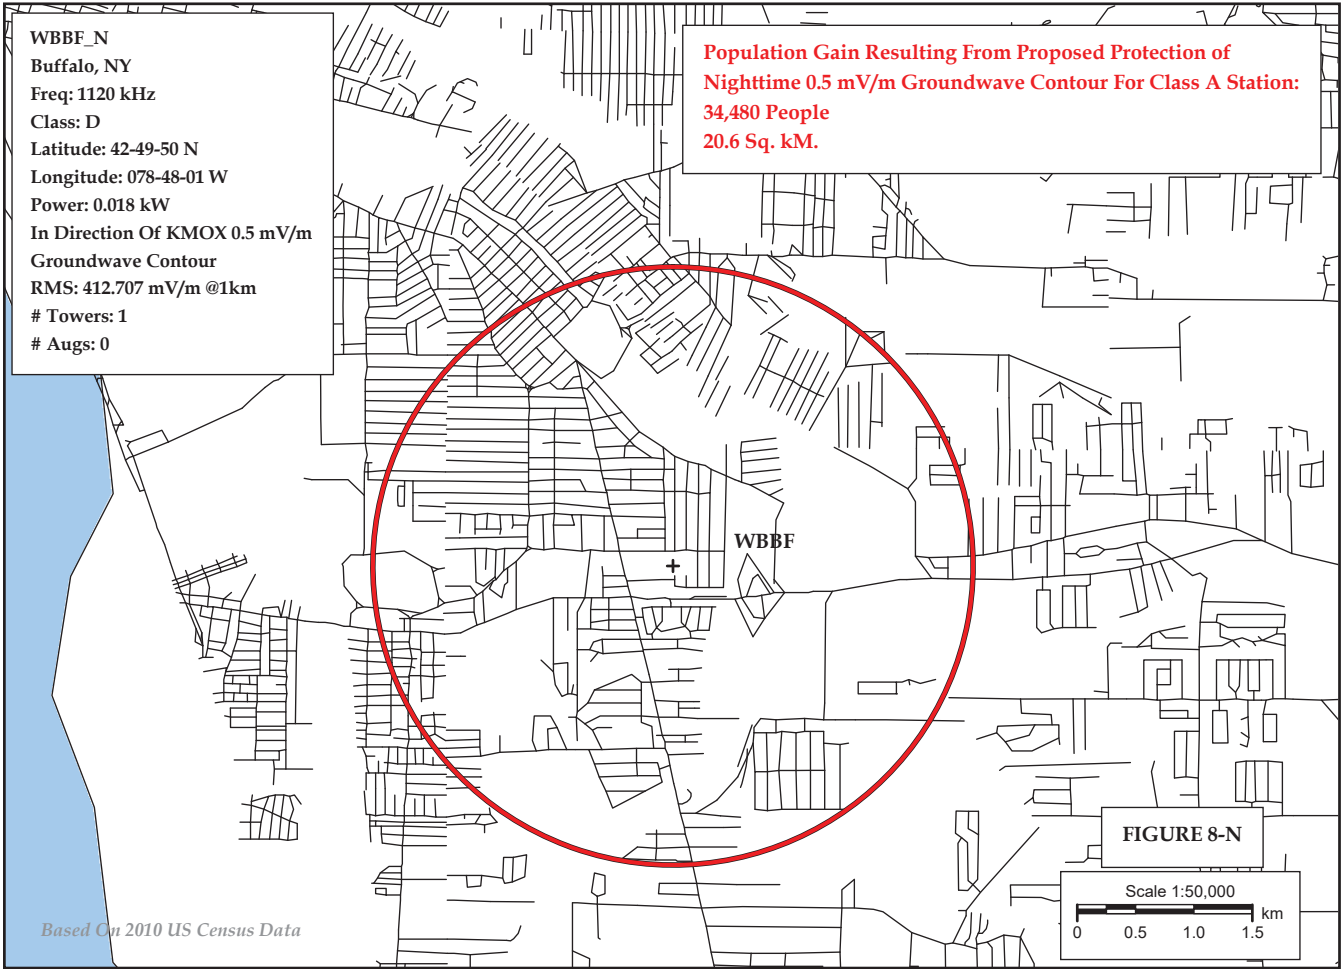 WBBF_N
Buffalo, NY
Freq: 1120 kHz
Class: D
Latitude: 42-49-50 N
Longitude: 078-48-01 W
Power: 0.018 kW
In Direction Of KMOX 0.5 mV/m
Groundwave Contour
RMS: 412.707 mV/m @1km
# Towers: 1
# Augs: 0
Population Gain Resulting From Proposed Protection of
Nighttime 0.5 mV/m Groundwave Contour For Class A Station:
34,480 People
20.6 Sq. kM.
WBBF
FIGURE 8-N
Scale 1:50,000
km
0 0.5 1.0 1.5
Based On 2010 US Census Data